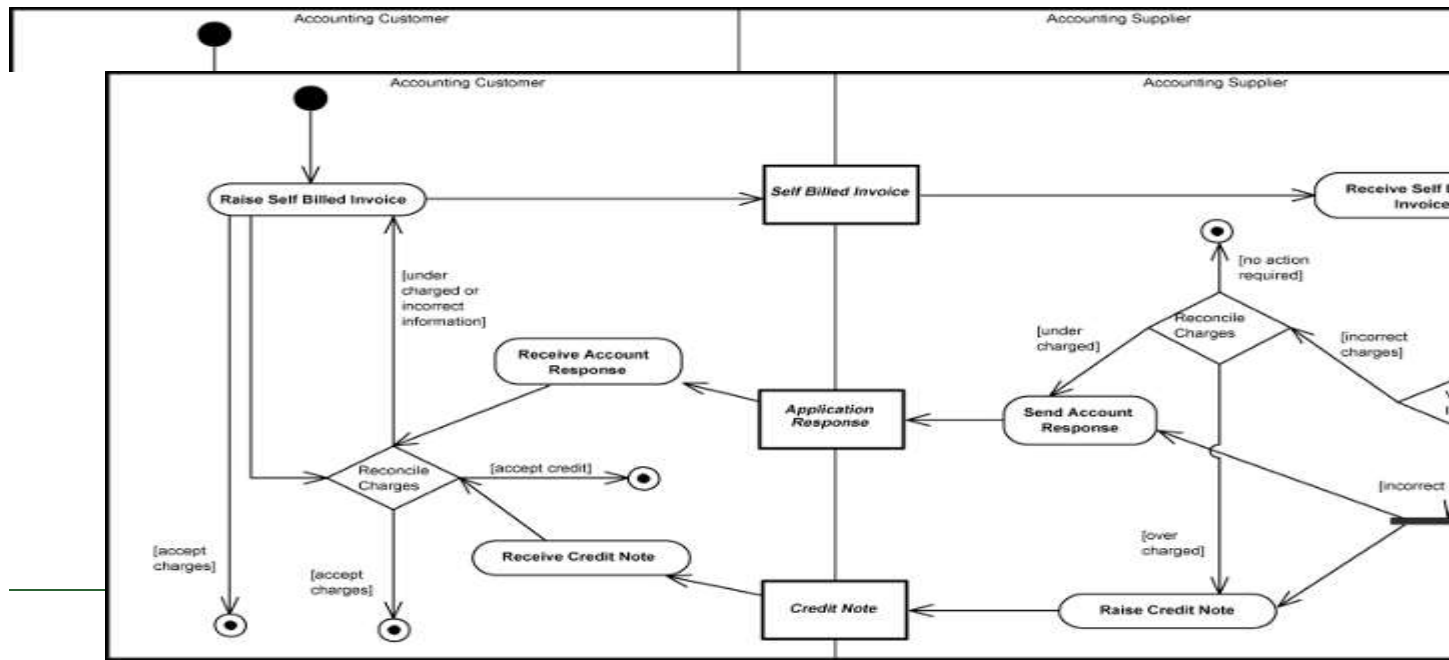 Accounting Customer
Accounting Supplier
Accounting Customer
Accounting Supplier
Raise Self Billed Invoice
Self Billed Invoice
Receive Self
Invoice
[no action
required]
[under
charged or
incorrect
information]
Reconcile
Charges
[under
charged]
[incorrect
charges]
Receive Account
Response
Application
Response
Send Account
Response
Reconcile
Charges
[accept credit]
[incorrect
[over
charged]
[accept
charges]
Receive Credit Note
[accept
charges]
Credit Note
Raise Credit Note